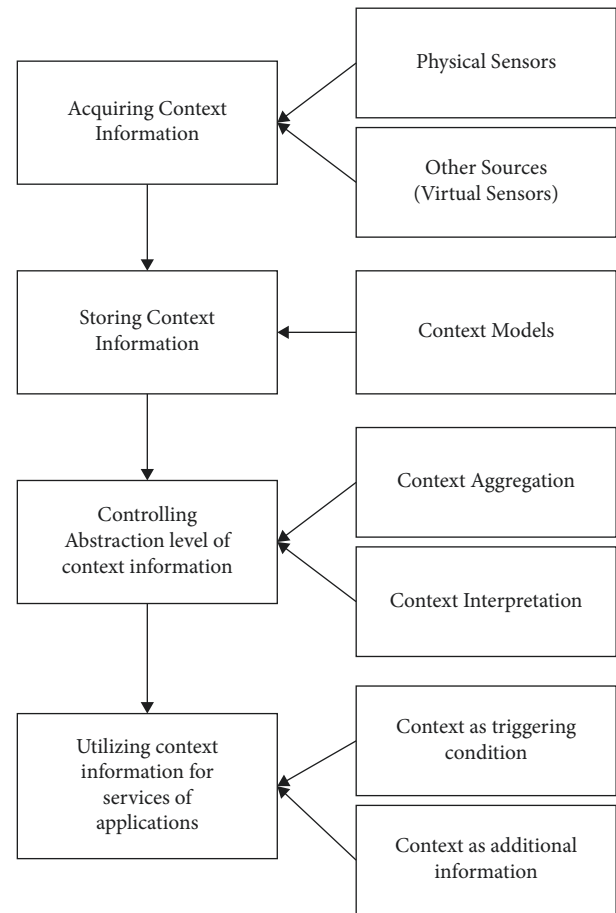 Acquiring Context
Information
Physical Sensors
Other Sources
(Virtual Sensors)
Storing Context
Information
Context Models
Controlling
Abstraction level of
context information
Context Aggregation
Context Interpretation
Utilizing context
information for
services of
applications
Context as triggering
condition
Context as additional
information